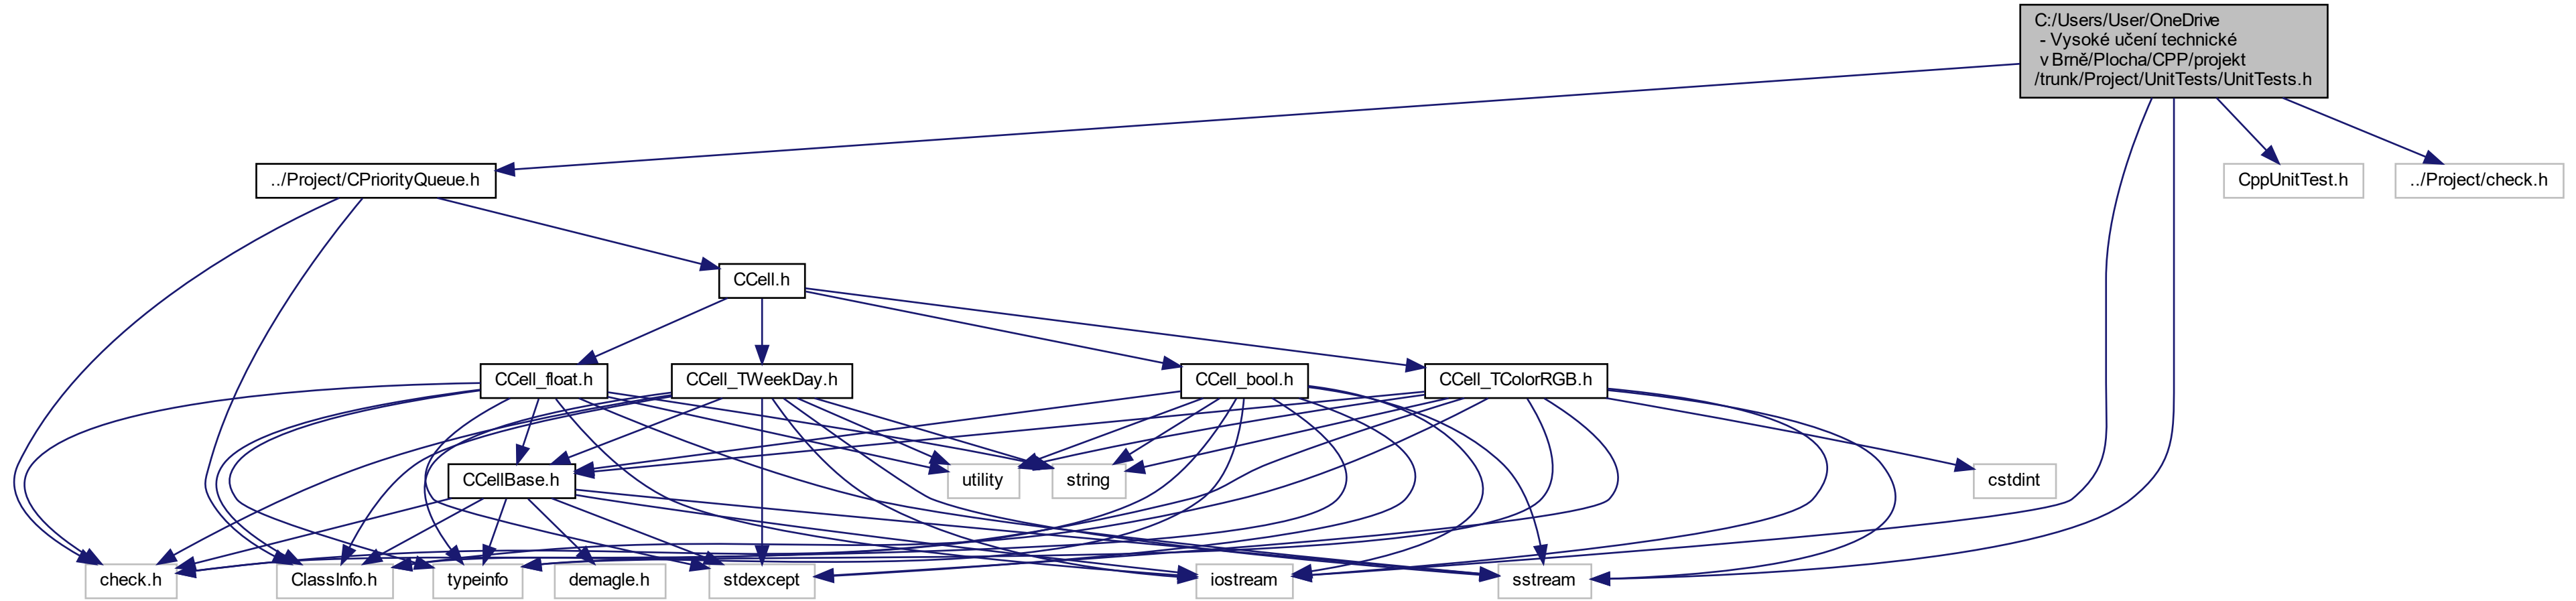 C:/Users/User/OneDrive
- Vysoké učení technické
v Brně/Plocha/CPP/projekt
/trunk/Project/UnitTests/UnitTests.h
../Project/CPriorityQueue.h
CppUnitTest.h
../Project/check.h
CCell.h
CCell_float.h
CCell_TWeekDay.h
CCell_bool.h
CCell_TColorRGB.h
CCellBase.h
utility
string
cstdint
check.h
ClassInfo.h
typeinfo
demagle.h
stdexcept
iostream
sstream